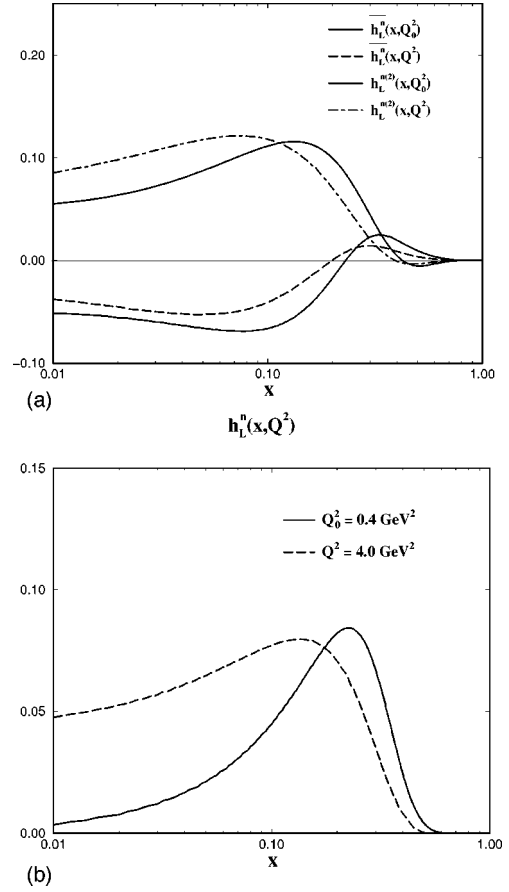 0.20
0.10
0.00
−0.10
h̅_L^n(x,Q_0^2)
h̅_L^n(x,Q^2)
h_L^n(2)(x,Q_0^2)
h_L^n(2)(x,Q^2)
0.01 0.10 1.00
x
(a)
h_L^n(x,Q^2)
0.15
0.10
0.05
0.00
Q_0^2 = 0.4 GeV^2
Q^2 = 4.0 GeV^2
0.01 0.10 1.00
x
(b)